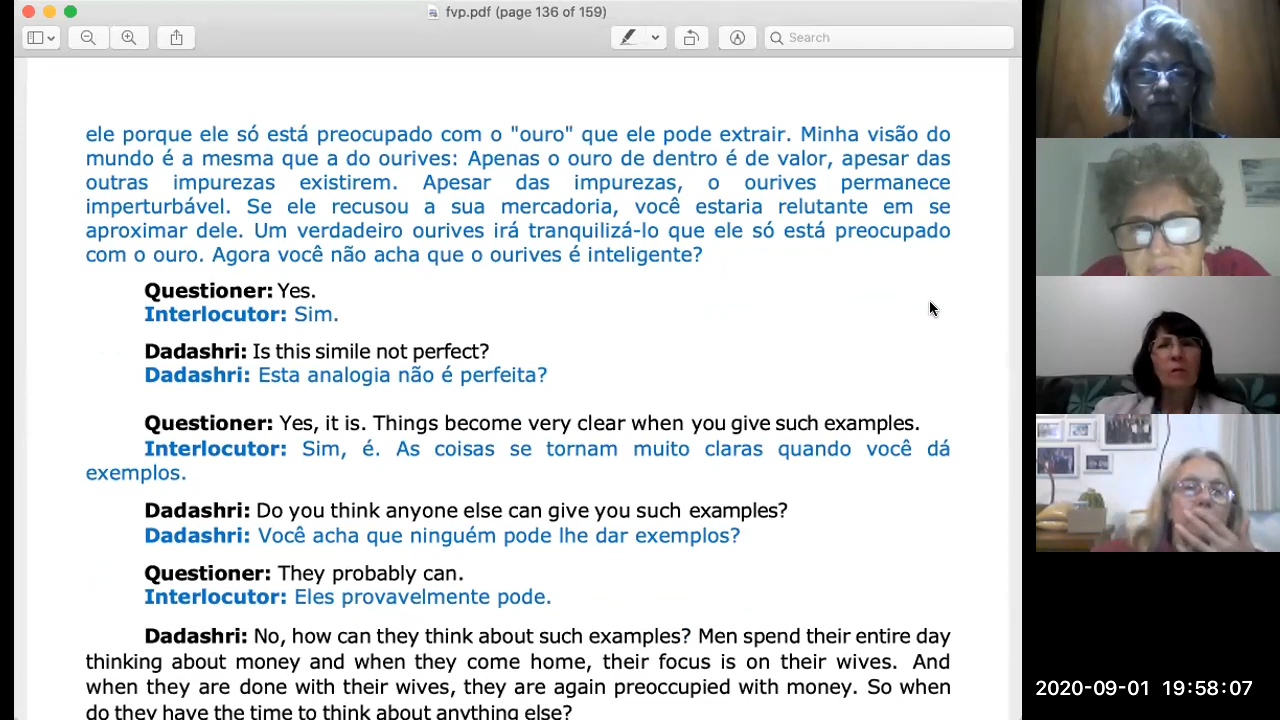 fvp.pdf (page 136 of 159)
Search
ele porque ele só está preocupado com o "ouro" que ele pode extrair. Minha visão do
mundo é a mesma que a do ourives: Apenas o ouro de dentro é de valor, apesar das
outras impurezas existirem. Apesar das impurezas, o ourives permanece
imperturbável. Se ele recusou a sua mercadoria, você estaria relutante em se
aproximar dele. Um verdadeiro ourives irá tranquilizá-lo que ele só está preocupado
com o ouro. Agora você não acha que o ourives é inteligente?
Questioner: Yes.
Interlocutor: Sim.
Dadashri: Is this simile not perfect?
Dadashri: Esta analogia não é perfeita?
Questioner: Yes, it is. Things become very clear when you give such examples.
Interlocutor: Sim, é. As coisas se tornam muito claras quando você dá
exemplos.
Dadashri: Do you think anyone else can give you such examples?
Dadashri: Você acha que ninguém pode lhe dar exemplos?
Questioner: They probably can.
Interlocutor: Eles provavelmente pode.
Dadashri: No, how can they think about such examples? Men spend their entire day
thinking about money and when they come home, their focus is on their wives. And
when they are done with their wives, they are again preoccupied with money. So when
do they have the time to think about anything else?
2020-09-01 19:58:07